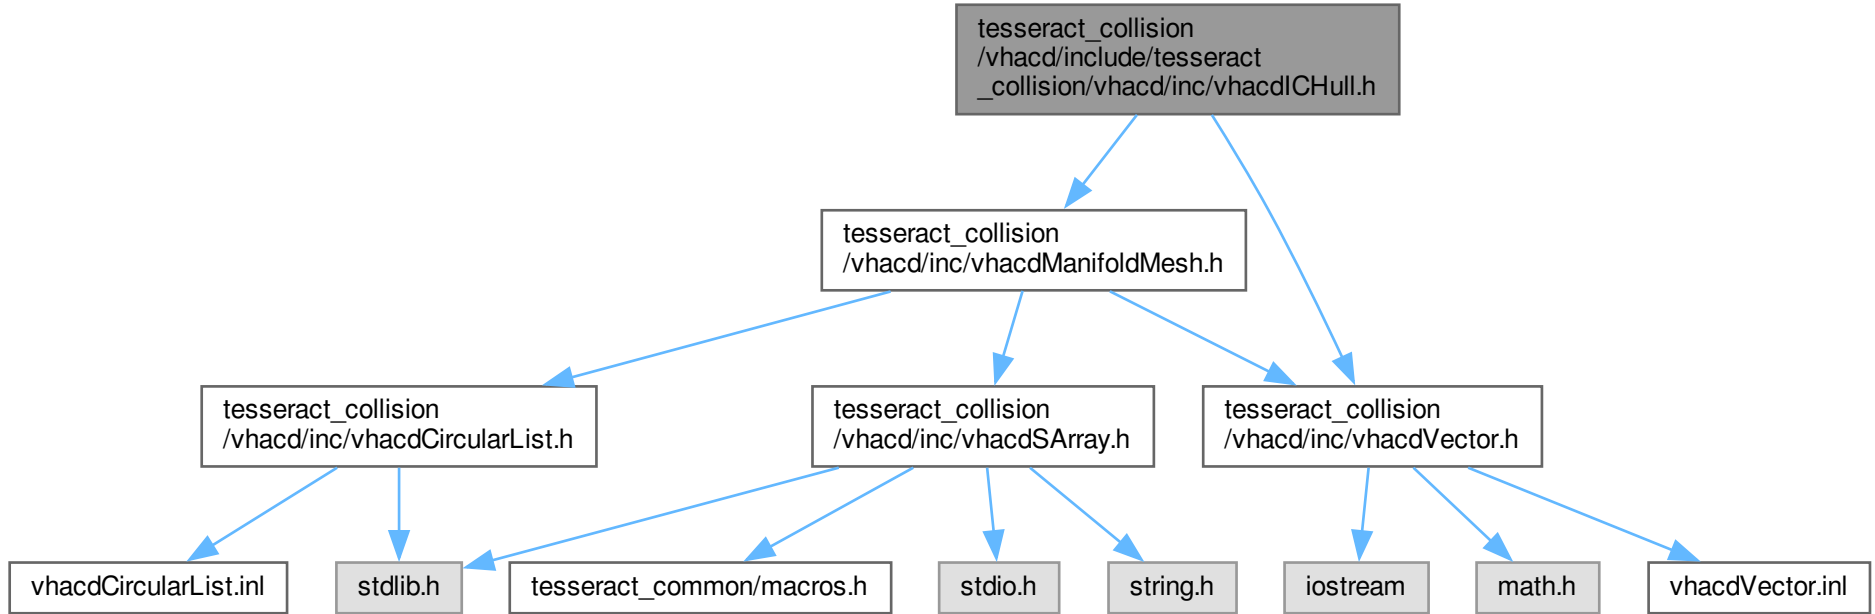 tesseract_collision
/vhacd/include/tesseract
_collision/vhacd/inc/vhacdICHull.h
tesseract_collision
/vhacd/inc/vhacdManifoldMesh.h
tesseract_collision
/vhacd/inc/vhacdCircularList.h
tesseract_collision
/vhacd/inc/vhacdSArray.h
tesseract_collision
/vhacd/inc/vhacdVector.h
vhacdCircularList.inl
stdlib.h
tesseract_common/macros.h
stdio.h
string.h
iostream
math.h
vhacdVector.inl